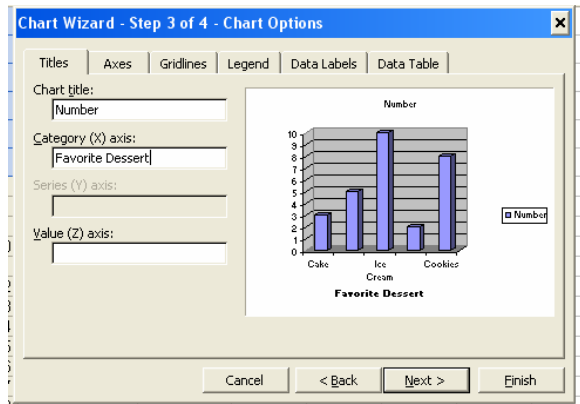 Chart Wizard - Step 3 of 4 - Chart Options
Titles Axes Gridlines Legend Data Labels Data Table
Chart title:
Number
Category (X) axis:
Favorite Dessert
Series (Y) axis:
Value (Z) axis:
Number
10
9
8
7
6
5
4
3
2
1
0
Cake Ice Cream Cookies
Favorite Dessert
Number
Cancel < Back Next > Finish